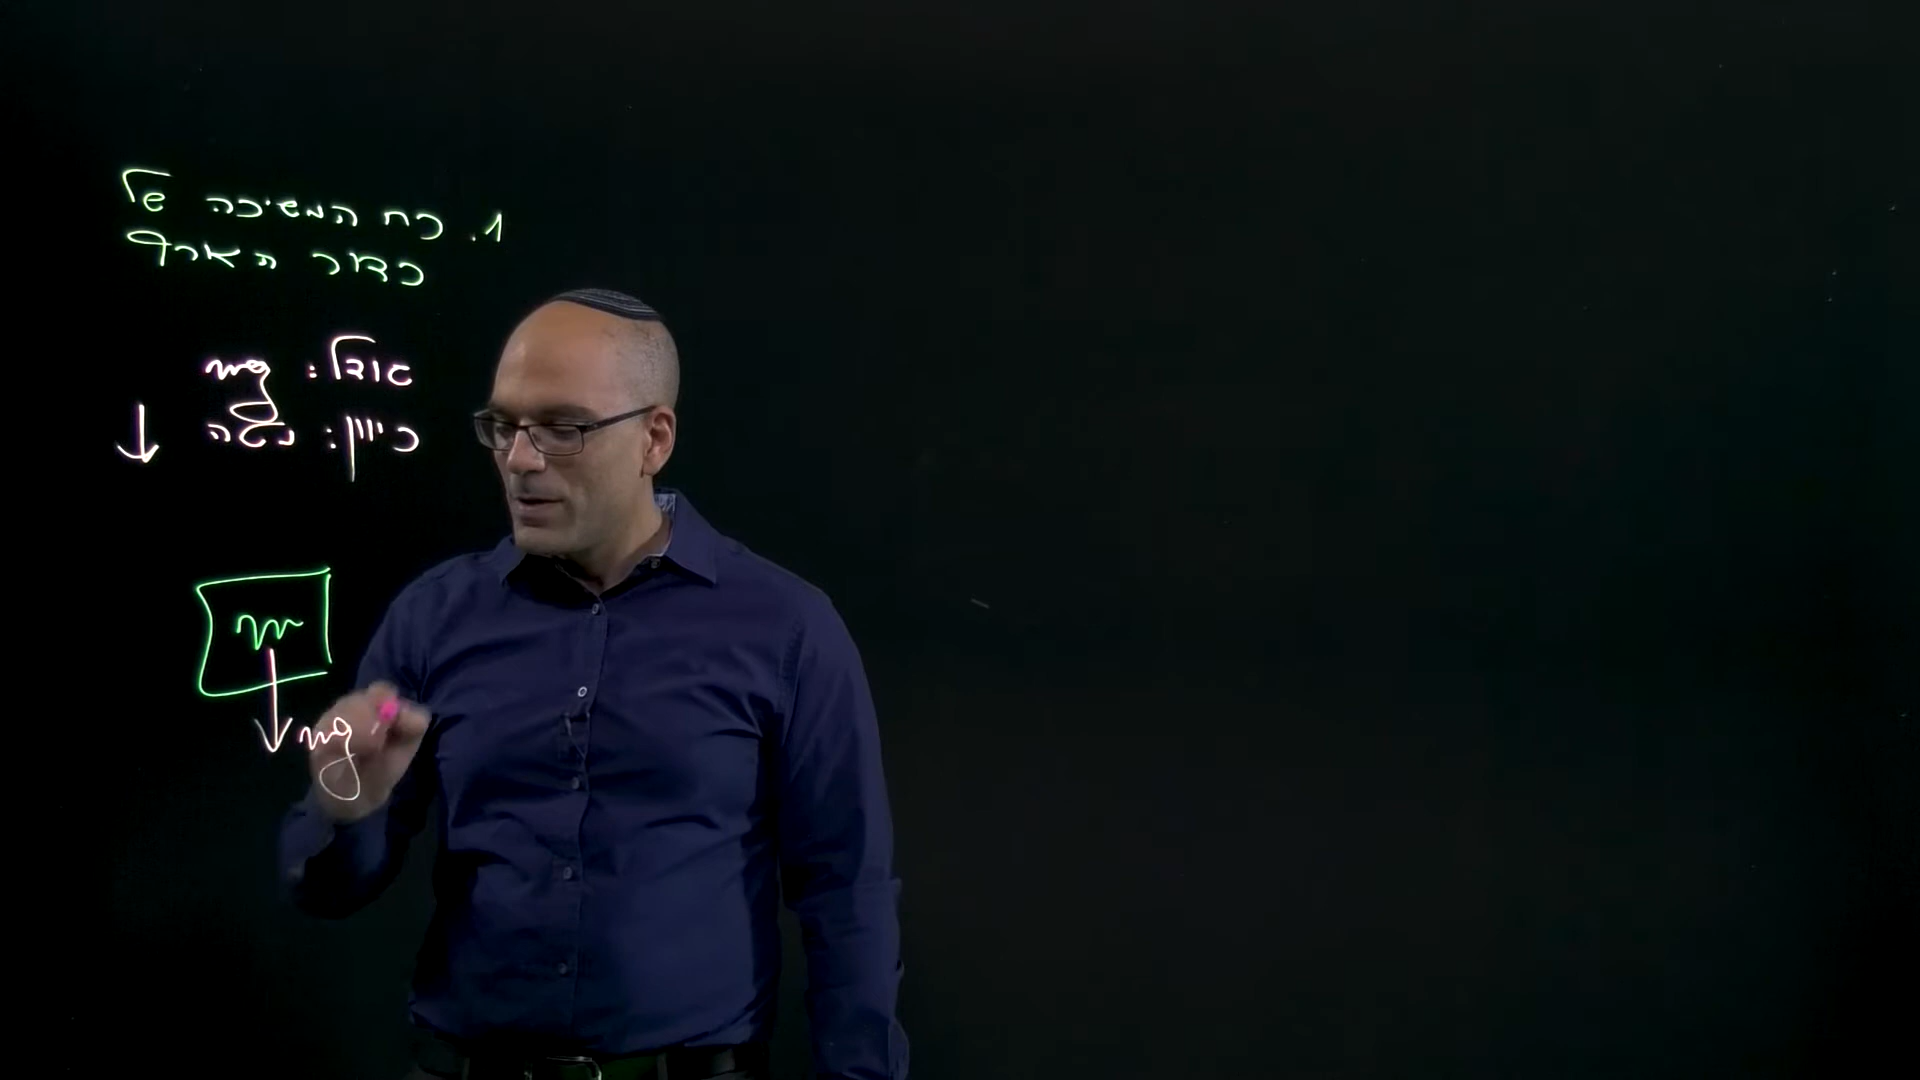 1. כח המשיכה של
כדור הארץ
גודל: mg
כיוון: מטה ↓
m
mg